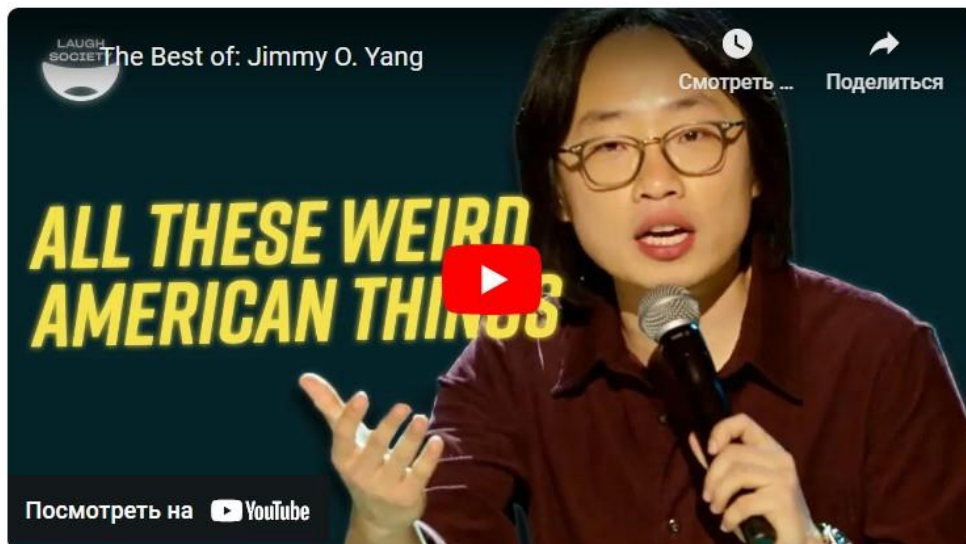 LAUGH
SOCIETY
The Best of: Jimmy O. Yang
Смотреть ...
Поделиться
ALL THESE WEIRD
AMERICAN THINGS
Посмотреть на YouTube